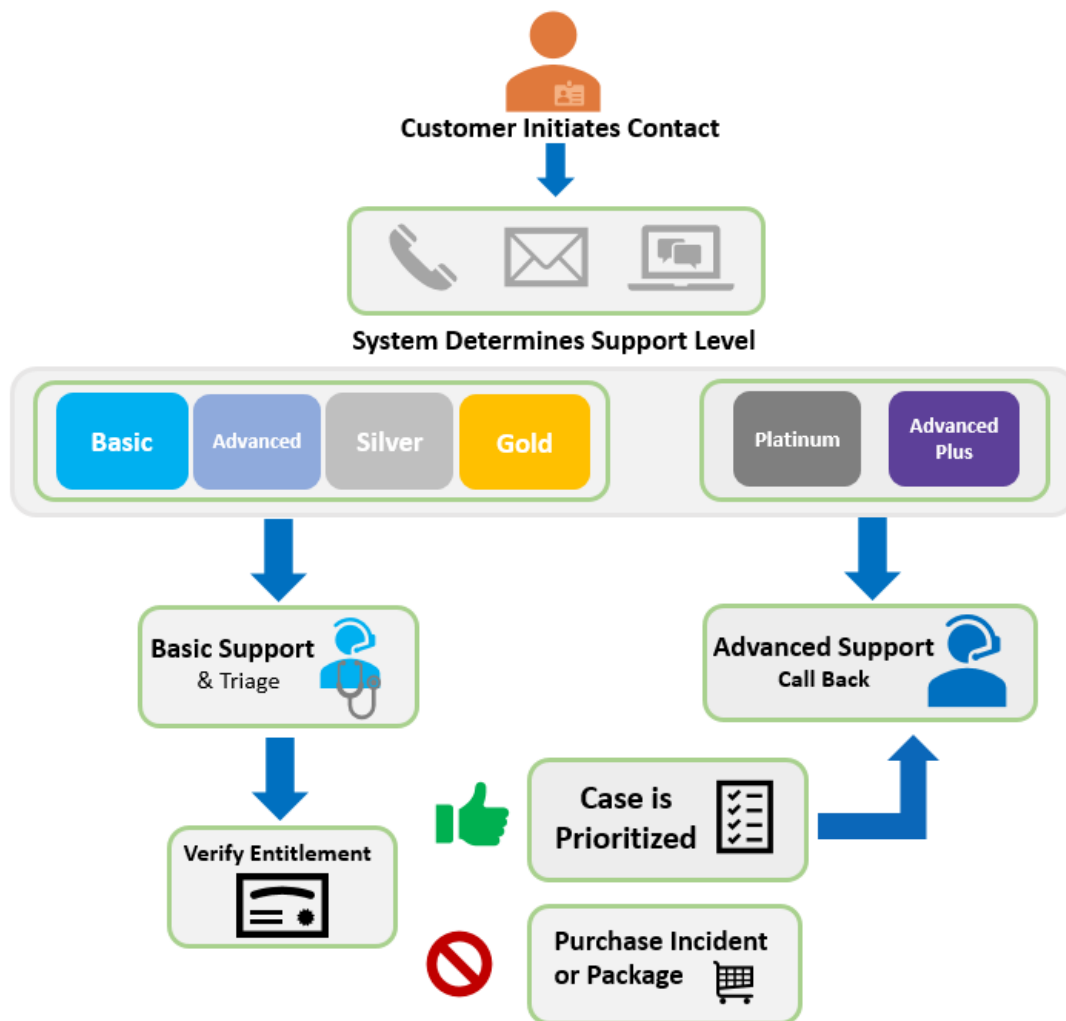 Customer Initiates Contact
System Determines Support Level
Basic
Advanced
Silver
Gold
Platinum
Advanced
Plus
Basic Support
& Triage
Advanced Support
Call Back
Verify Entitlement
Case is
Prioritized
Purchase Incident
or Package